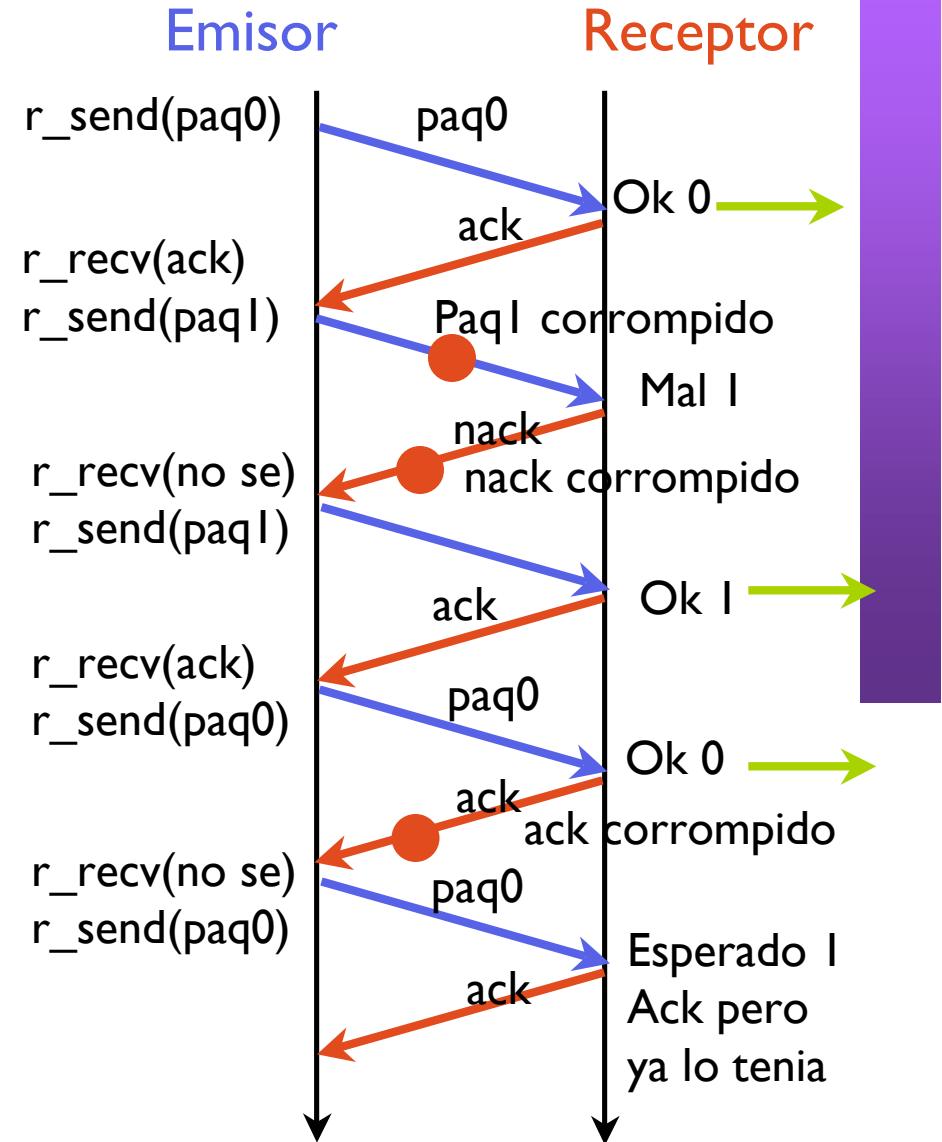 Emisor
Receptor
r_send(paq0)
paq0
Ok 0
ack
r_recv(ack)
r_send(paq1)
Paq1 corrompido
Mal 1
nack
nack corrompido
r_recv(no se)
r_send(paq1)
Ok 1
ack
r_recv(ack)
r_send(paq0)
paq0
Ok 0
ack
ack corrompido
r_recv(no se)
r_send(paq0)
paq0
Esperado 1
Ack pero
ya lo tenia
ack